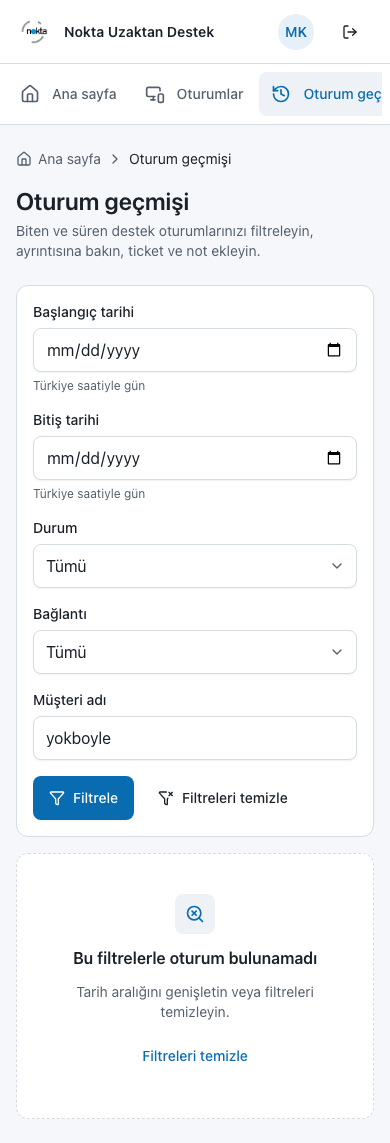 nokta Nokta Uzaktan Destek MK
Ana sayfa Oturumlar Oturum geç
Ana sayfa Oturum geçmişi
Oturum geçmişi
Biten ve süren destek oturumlarınızı filtreleyin,
ayrıntısına bakın, ticket ve not ekleyin.
Başlangıç tarihi
mm/dd/yyyy
Türkiye saatiyle gün
Bitiş tarihi
mm/dd/yyyy
Türkiye saatiyle gün
Durum
Tümü
Bağlantı
Tümü
Müşteri adı
yokboyle
Filtrele Filtreleri temizle
Bu filtrelerle oturum bulunamadı
Tarih aralığını genişletin veya filtreleri
temizleyin.
Filtreleri temizle